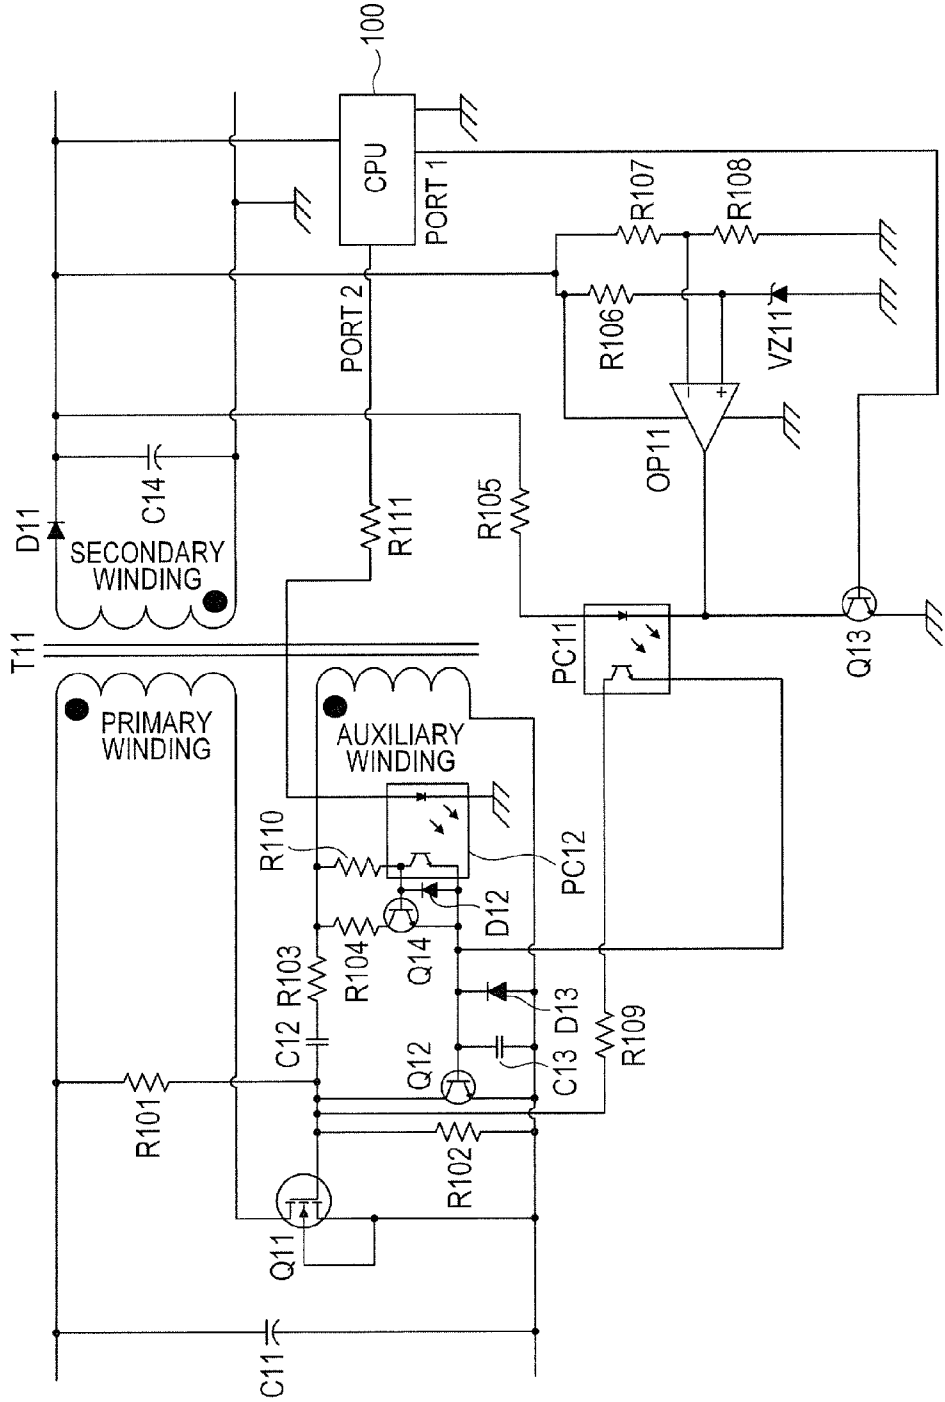 T11
D11
C14
SECONDARY
WINDING
PRIMARY
WINDING
AUXILIARY
WINDING
100
CPU
PORT 1
PORT 2
R111
R105
R106
R107
R108
VZ11
OP11
-
+
PC11
Q13
PC12
R110
D12
Q14
R104
R103
C12
Q12
D13
C13
R109
R101
R102
Q11
C11